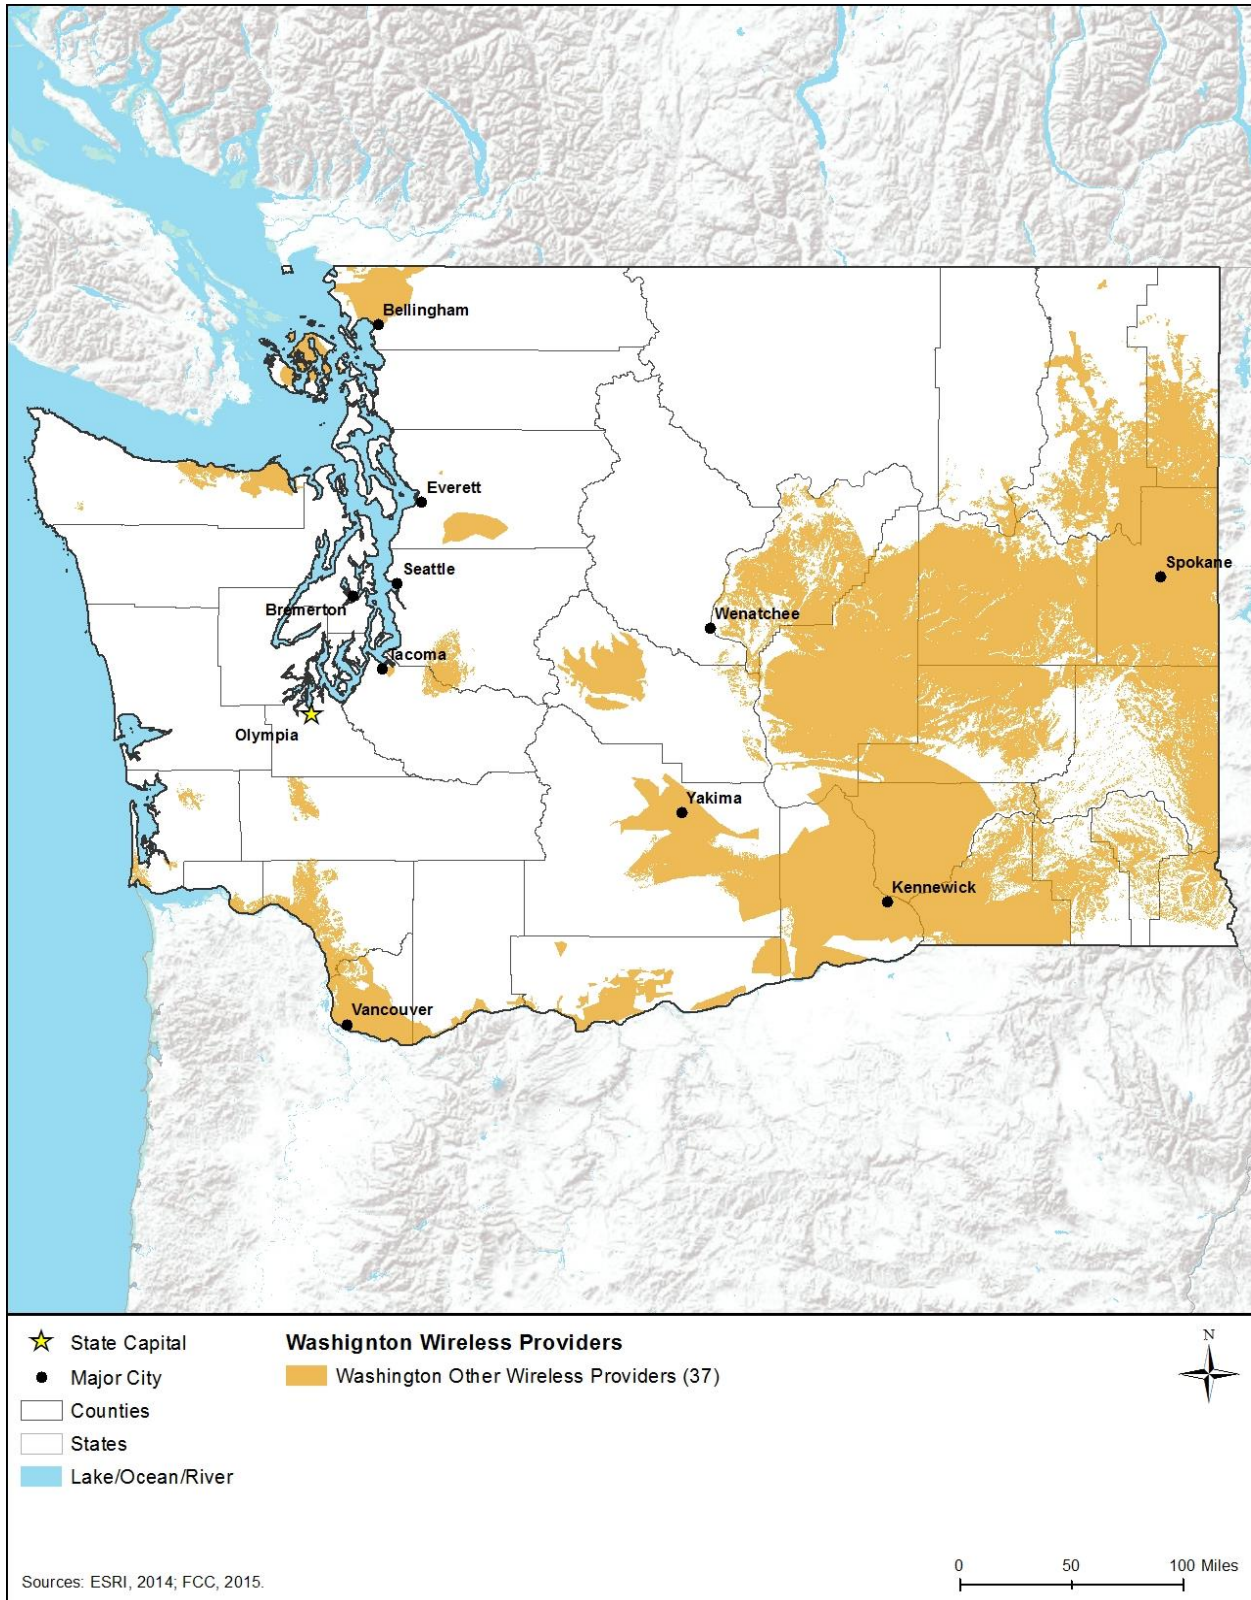 Bellingham
Everett
Seattle
Spokane
Bremerton
Wenatchee
Tacoma
Olympia
Yakima
Kennewick
Vancouver
State Capital
Major City
Counties
States
Lake/Ocean/River
Washignton Wireless Providers
Washington Other Wireless Providers (37)
N
0 50 100 Miles
Sources: ESRI, 2014; FCC, 2015.